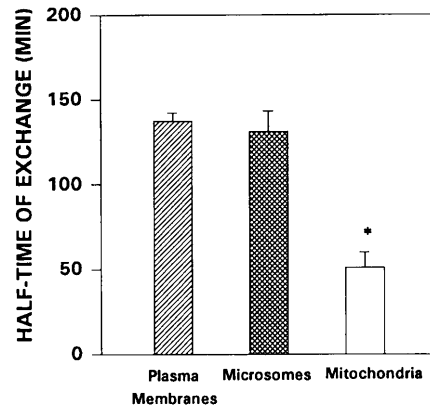 HALF-TIME OF EXCHANGE (MIN)
200
150
100
50
0
*
Plasma
Membranes
Microsomes
Mitochondria